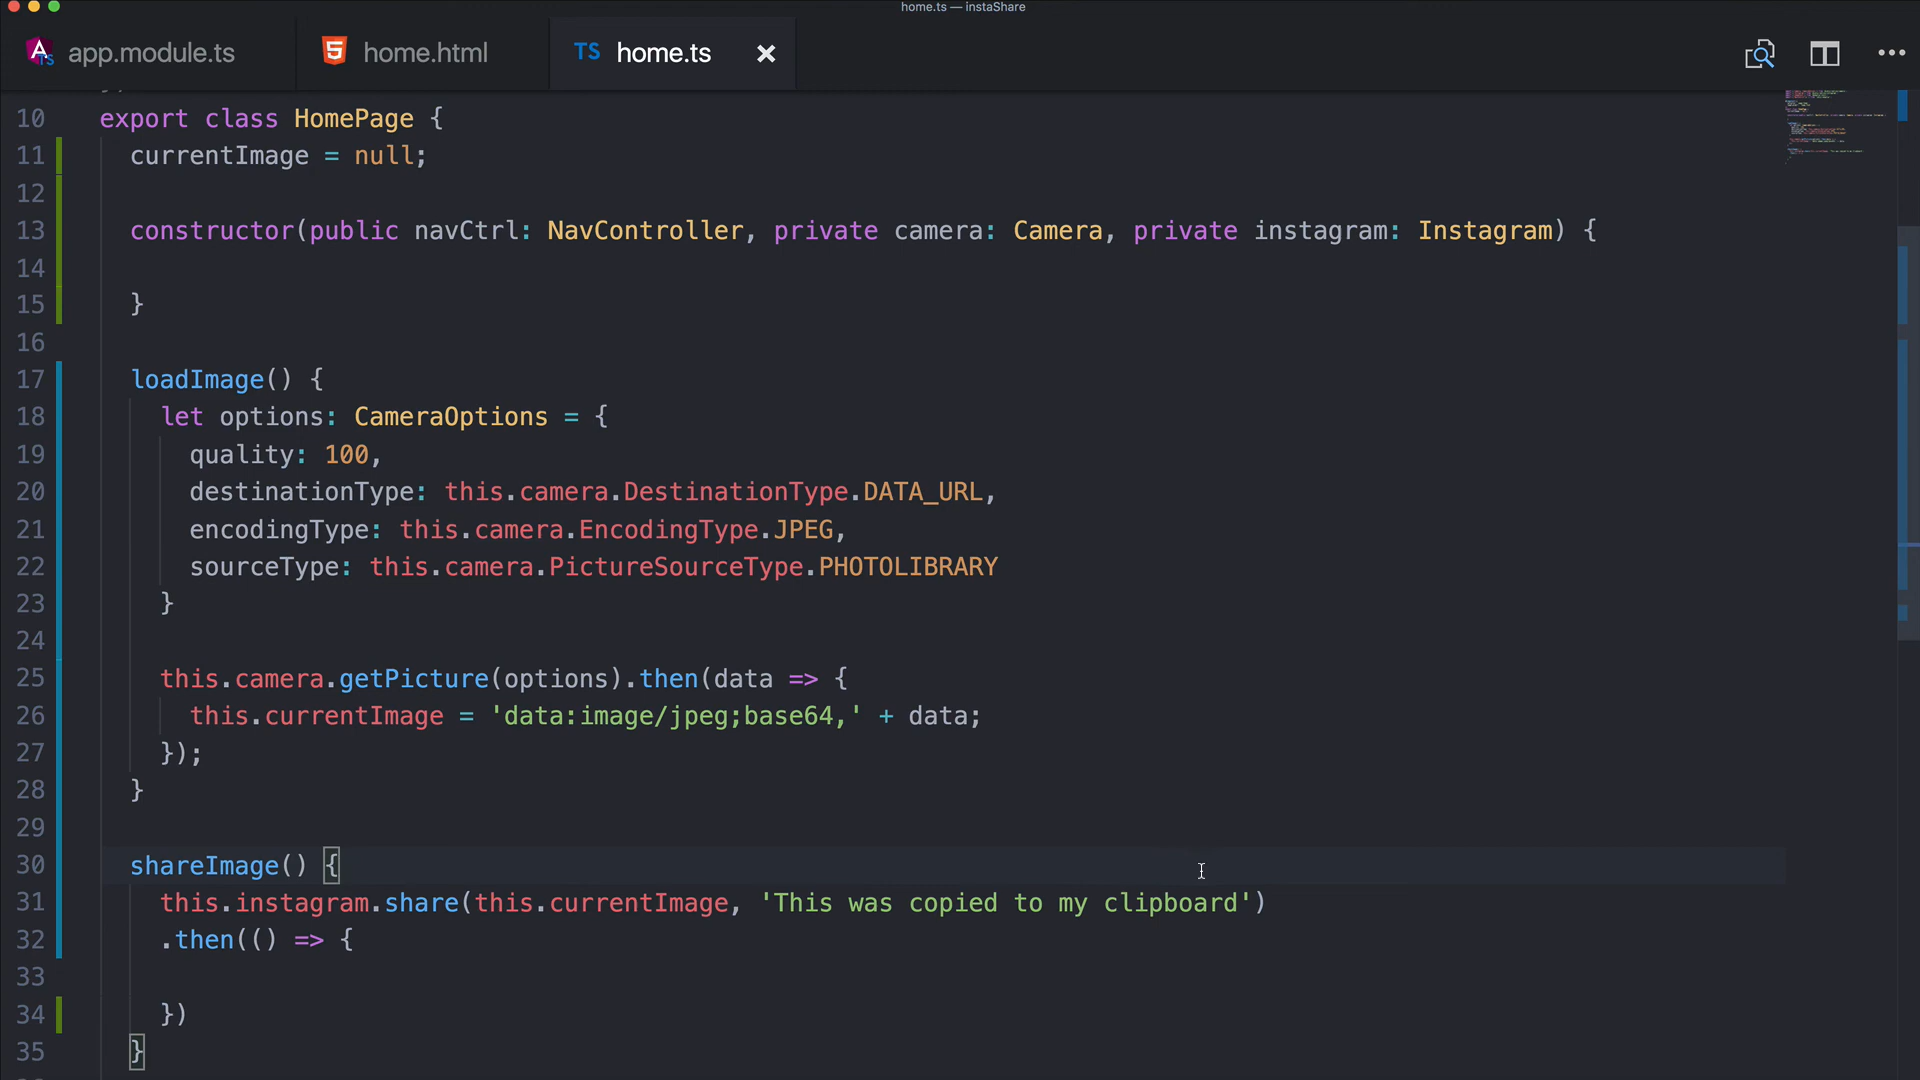 home.ts — instaShare
app.module.ts
home.html
TS home.ts
10 export class HomePage {
11 currentImage = null;
12
13 constructor(public navCtrl: NavController, private camera: Camera, private instagram: Instagram) {
14
15 }
16
17 loadImage() {
18 let options: CameraOptions = {
19 quality: 100,
20 destinationType: this.camera.DestinationType.DATA_URL,
21 encodingType: this.camera.EncodingType.JPEG,
22 sourceType: this.camera.PictureSourceType.PHOTOLIBRARY
23 }
24
25 this.camera.getPicture(options).then(data => {
26 this.currentImage = 'data:image/jpeg;base64,' + data;
27 });
28 }
29
30 shareImage() {
31 this.instagram.share(this.currentImage, 'This was copied to my clipboard')
32 .then(() => {
33
34 })
35 }